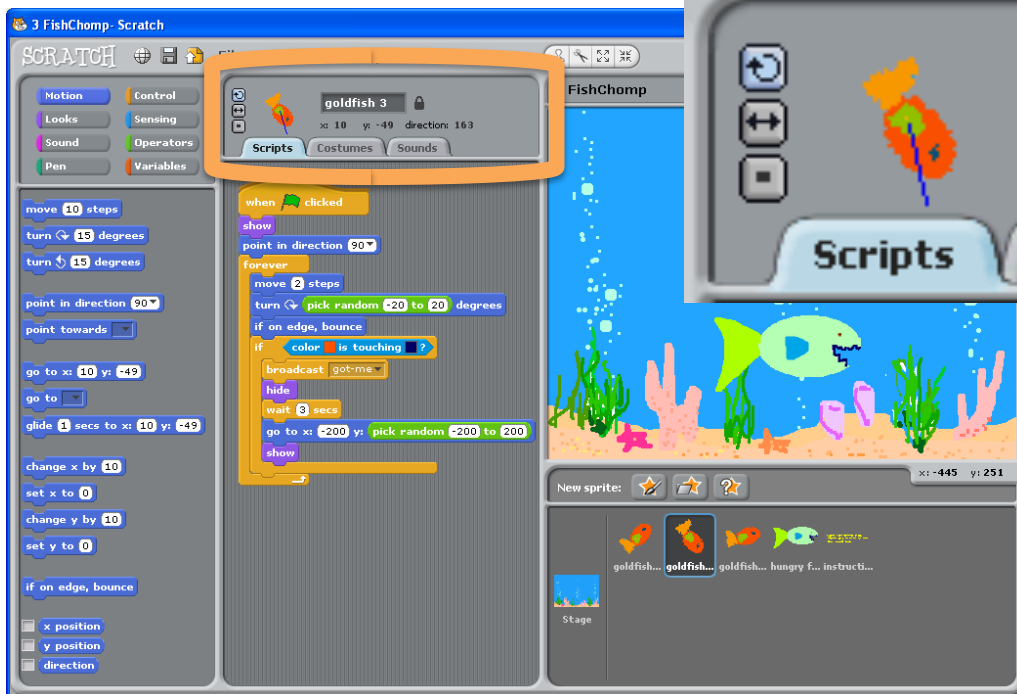 3 FishChomp- Scratch
SCRATCH
Motion
Control
Looks
Sensing
Sound
Operators
Pen
Variables
move 10 steps
turn 15 degrees
turn 15 degrees
point in direction 90
point towards
go to x: 10 y: -49
go to
glide 1 secs to x: 10 y: -49
change x by 10
set x to 0
change y by 10
set y to 0
if on edge, bounce
x position
y position
direction
goldfish 3
x: 10 y: -49 direction: 163
Scripts
Costumes
Sounds
when clicked
show
point in direction 90
forever
move 2 steps
turn pick random -20 to 20 degrees
if on edge, bounce
if color is touching ?
broadcast got-me
hide
wait 3 secs
go to x: -200 y: pick random -200 to 200
show
FishChomp
Scripts
x: -445 y: 251
New sprite:
goldfish...
goldfish...
goldfish...
hungry f...
instructi...
Stage